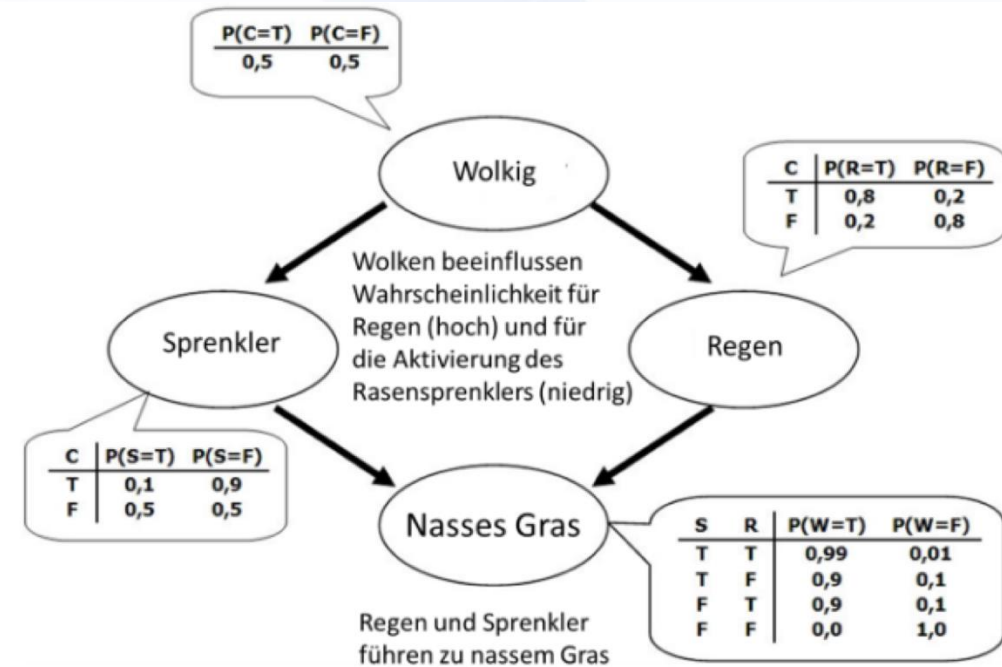 P(C=T) P(C=F)
0,5 0,5
Wolkig
C P(R=T) P(R=F)
T 0,8 0,2
F 0,2 0,8
Wolken beeinflussen
Wahrscheinlichkeit für
Regen (hoch) und für
die Aktivierung des
Rasensprenklers (niedrig)
Sprenkler
Regen
C P(S=T) P(S=F)
T 0,1 0,9
F 0,5 0,5
Nasses Gras
S R P(W=T) P(W=F)
T T 0,99 0,01
T F 0,9 0,1
F T 0,9 0,1
F F 0,0 1,0
Regen und Sprenkler
führen zu nassem Gras